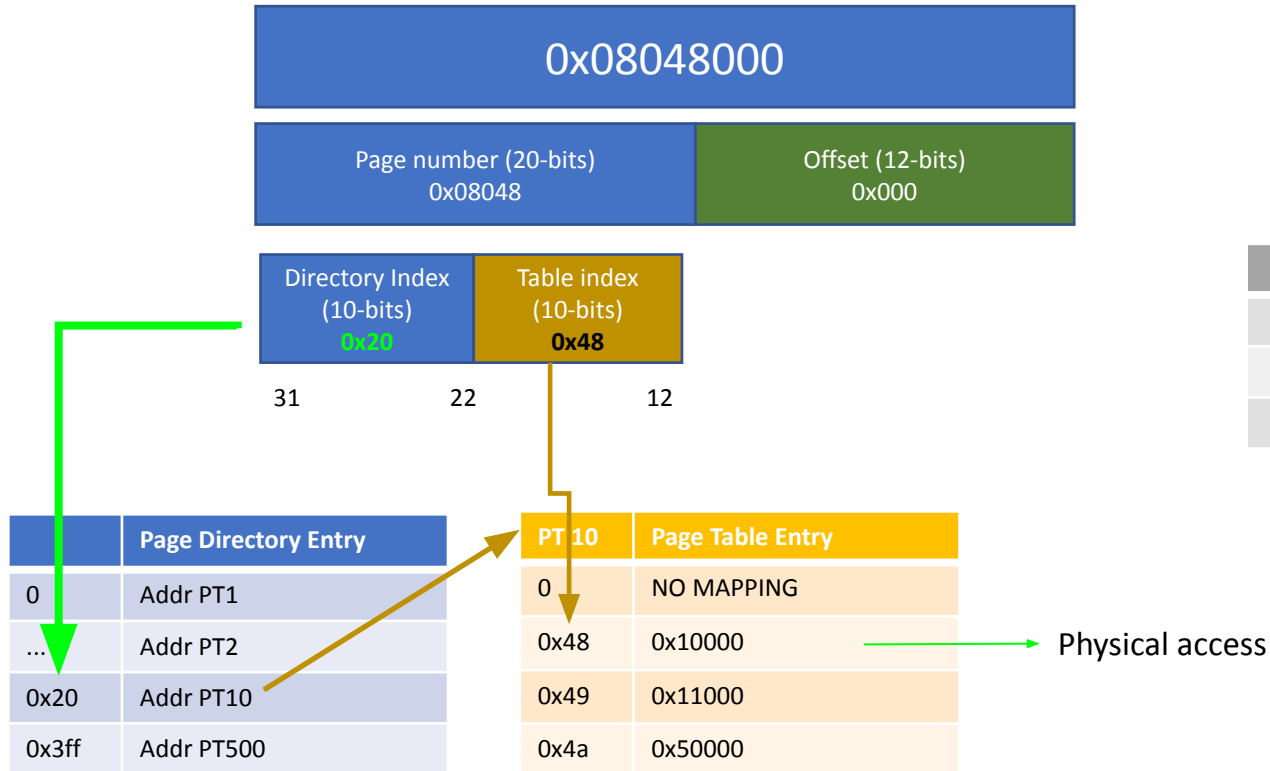 0x08048000
Page number (20-bits)
0x08048
Offset (12-bits)
0x000
Directory Index
(10-bits)
0x20
Table index
(10-bits)
0x48
31
22
12
Page Directory Entry
0 Addr PT1
... Addr PT2
0x20 Addr PT10
0x3ff Addr PT500
PT 10 Page Table Entry
0 NO MAPPING
0x48 0x10000
0x49 0x11000
0x4a 0x50000
Physical access